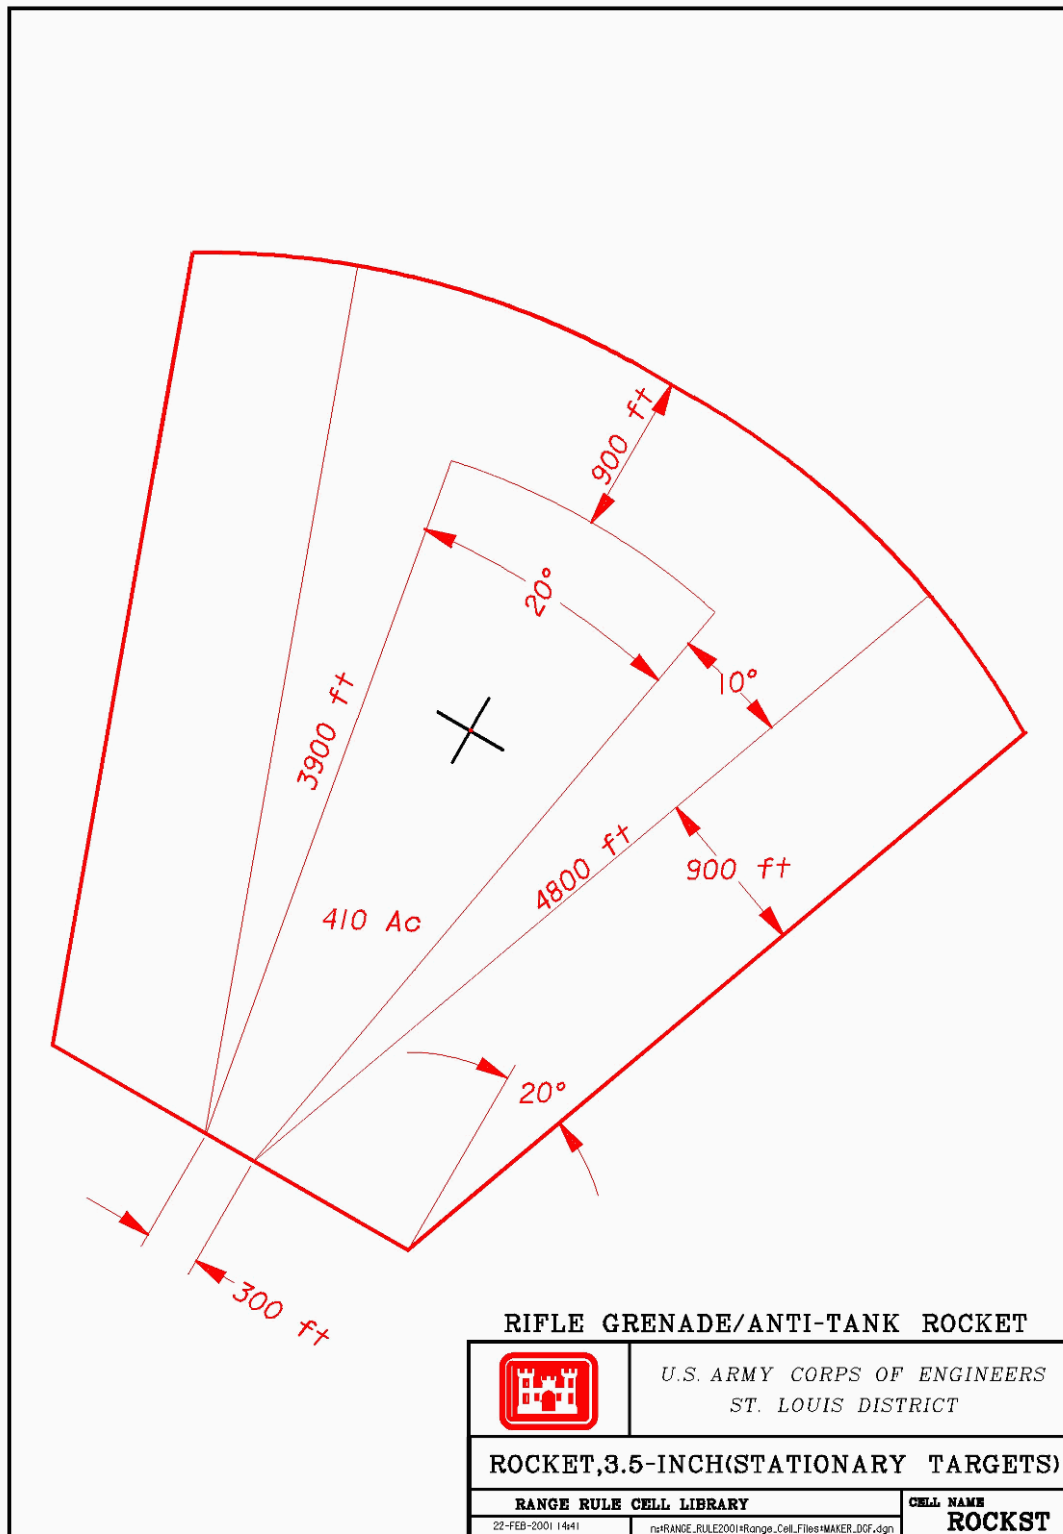 900 ft
20°
10°
3900 ft
4800 ft
900 ft
410 Ac
20°
300 ft
RIFLE GRENADE/ANTI-TANK ROCKET
U.S. ARMY CORPS OF ENGINEERS
ST. LOUIS DISTRICT
ROCKET,3.5-INCH(STATIONARY TARGETS)
RANGE RULE CELL LIBRARY
CELL NAME
ROCKST
22-FEB-2001 14:41